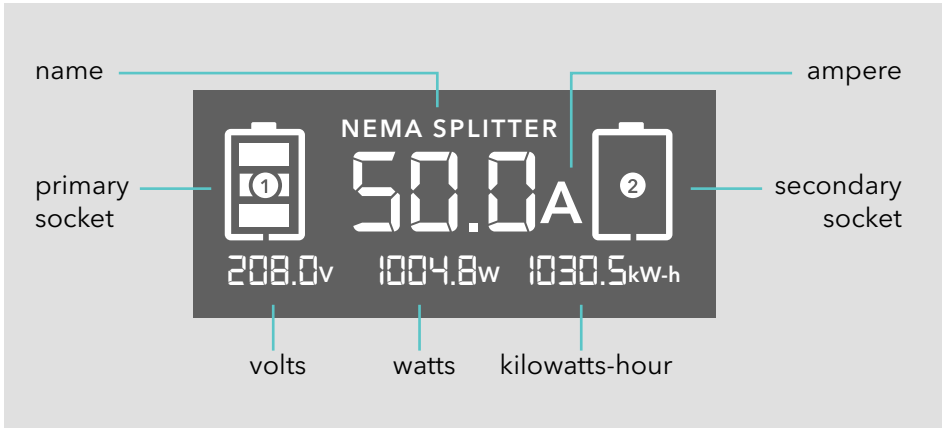 name
ampere
NEMA SPLITTER
1
50.0A
2
primary
socket
secondary
socket
208.0V
1004.8W
1030.5kW-h
volts
watts
kilowatts-hour